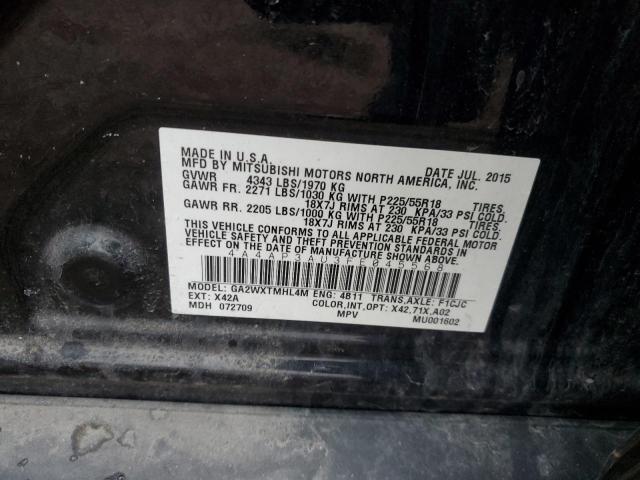 MADE IN U.S.A. DATE JUL. 2015
MFD BY MITSUBISHI MOTORS NORTH AMERICA, INC.
GVWR 4343 LBS/1970 KG
GAWR FR. 2271 LBS/1030 KG WITH P225/55R18 TIRES.
18X7J RIMS AT 230 KPA/33 PSI COLD.
GAWR RR. 2205 LBS/1000 KG WITH P225/55R18 TIRES.
18X7J RIMS AT 230 KPA/33 PSI COLD.
THIS VEHICLE CONFORMS TO ALL APPLICABLE FEDERAL MOTOR
VEHICLE SAFETY AND THEFT PREVENTION STANDARDS IN
EFFECT ON THE DATE OF MANUFACTURE SHOWN ABOVE.
MODEL: GA2WXTMHL4M ENG: 4B11 TRANS,AXLE: F1CJC
EXT: X42A COLOR,INT,OPT: X42,71X,A02
MDH 072709 MPV MU001602